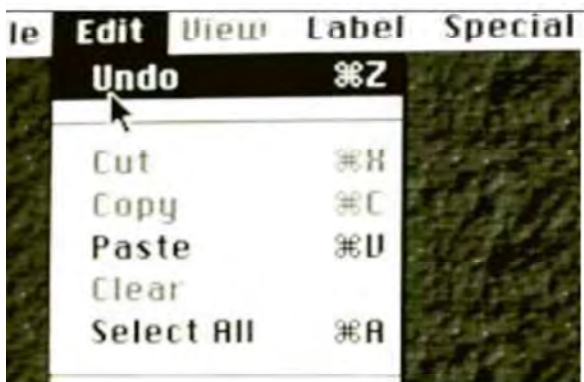 le Edit View Label Special
Undo ⌘Z
Cut ⌘X
Copy ⌘C
Paste ⌘V
Clear
Select All ⌘A